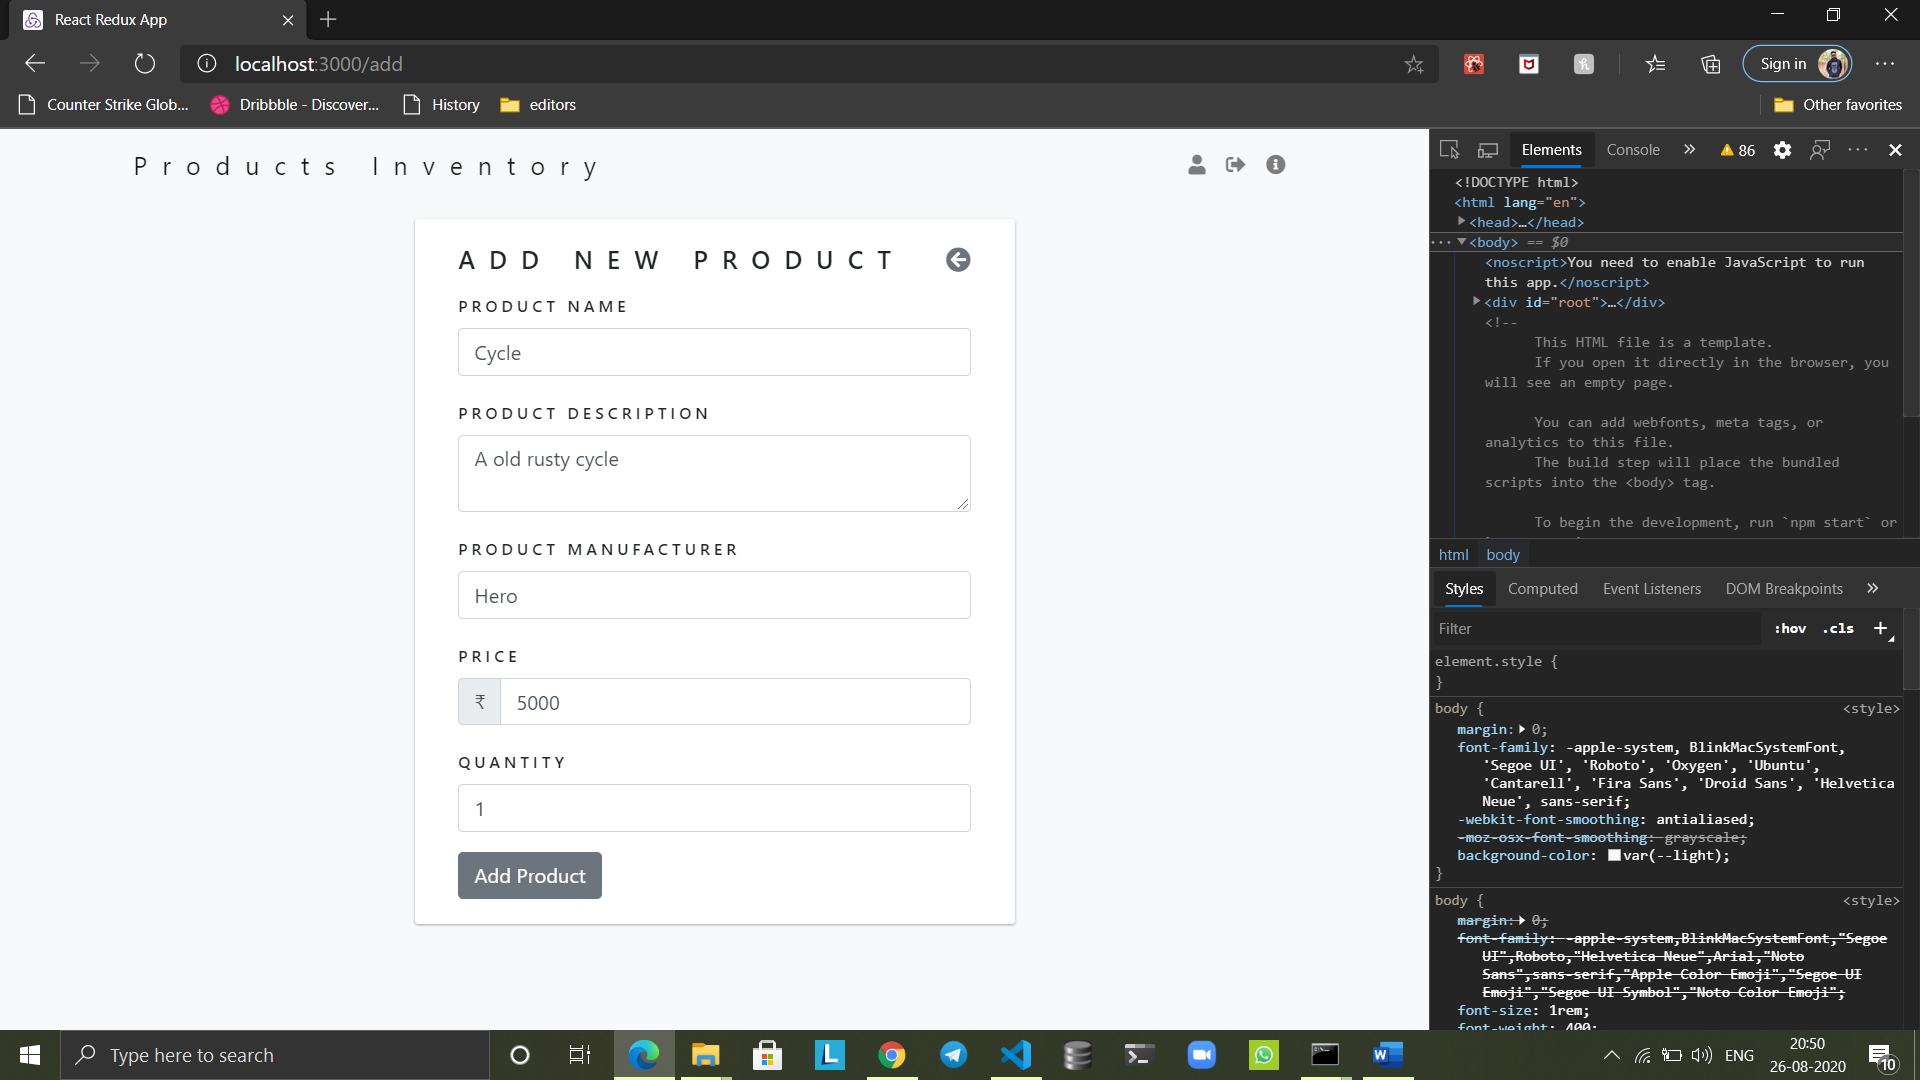 React Redux App
localhost:3000/add
Sign in
Counter Strike Glob...
Dribbble - Discover...
History
editors
Other favorites
Products Inventory
ADD NEW PRODUCT
PRODUCT NAME
Cycle
PRODUCT DESCRIPTION
A old rusty cycle
PRODUCT MANUFACTURER
Hero
PRICE
₹ 5000
QUANTITY
1
Add Product
Elements Console » 86
<!DOCTYPE html>
<html lang="en">
<head>…</head>
<body> == $0
<noscript>You need to enable JavaScript to run
this app.</noscript>
<div id="root">…</div>
<!--
This HTML file is a template.
If you open it directly in the browser, you
will see an empty page.
You can add webfonts, meta tags, or
analytics to this file.
The build step will place the bundled
scripts into the <body> tag.
To begin the development, run `npm start` or
html body
Styles Computed Event Listeners DOM Breakpoints »
Filter :hov .cls +
element.style {
}
body { <style>
margin: 0;
font-family: -apple-system, BlinkMacSystemFont,
'Segoe UI', 'Roboto', 'Oxygen', 'Ubuntu',
'Cantarell', 'Fira Sans', 'Droid Sans', 'Helvetica
Neue', sans-serif;
-webkit-font-smoothing: antialiased;
-moz-osx-font-smoothing: grayscale;
background-color: var(--light);
}
body { <style>
margin: 0;
font-family: -apple-system,BlinkMacSystemFont,"Segoe
UI",Roboto,"Helvetica Neue",Arial,"Noto
Sans",sans-serif,"Apple Color Emoji","Segoe UI
Emoji","Segoe UI Symbol","Noto Color Emoji";
font-size: 1rem;
font-weight: 400;
Type here to search
ENG
20:50
26-08-2020
10